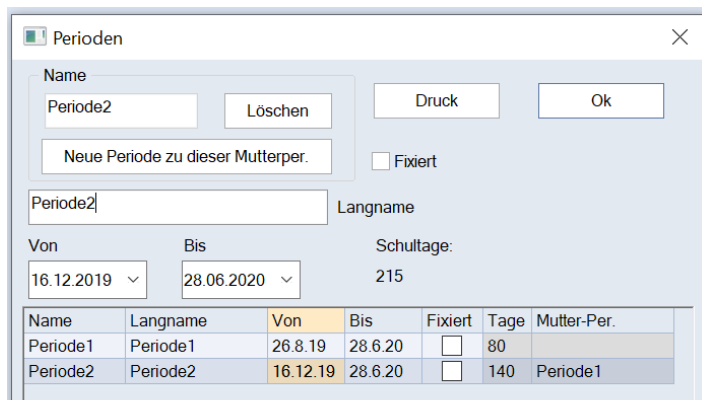 Perioden
Name
Periode2
Löschen
Druck
Ok
Neue Periode zu dieser Mutterper.
Fixiert
Periode2
Langname
Von Bis Schultage:
16.12.2019 28.06.2020 215
Name Langname Von Bis Fixiert Tage Mutter-Per.
Periode1 Periode1 26.8.19 28.6.20 80
Periode2 Periode2 16.12.19 28.6.20 140 Periode1